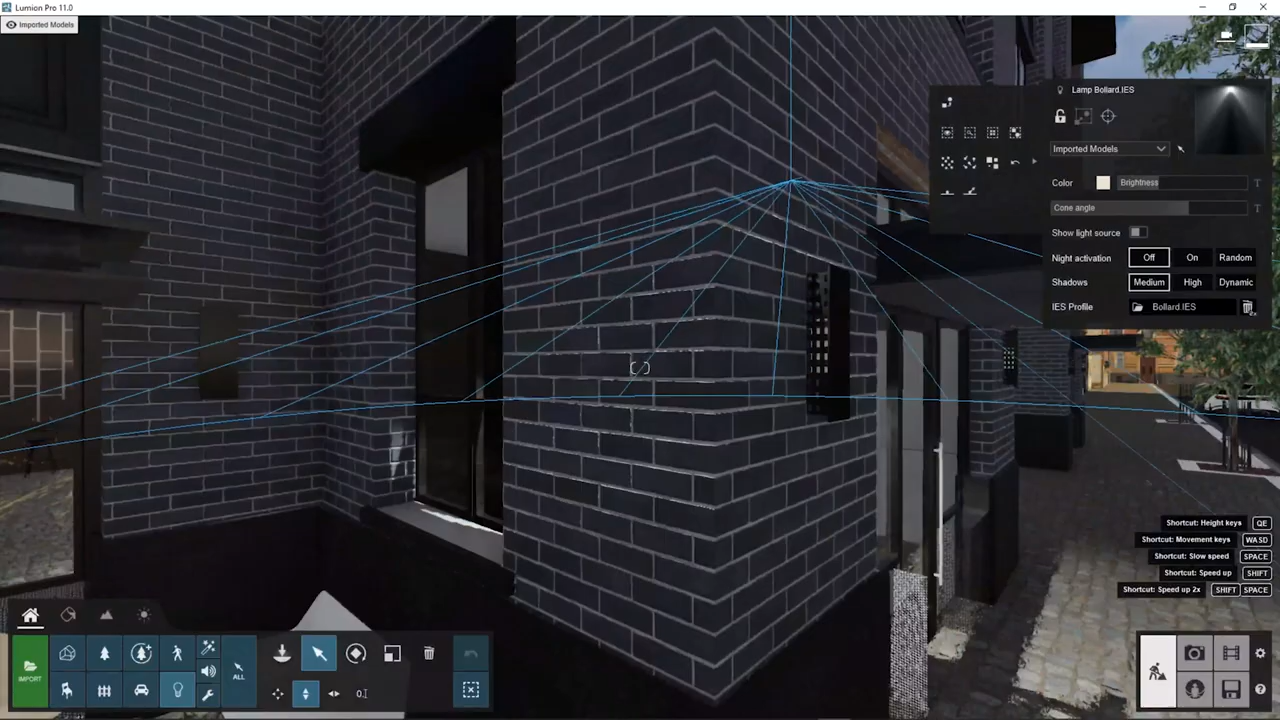 Lumion Pro 11.0
Imported Models
Lamp Bollard.IES
Imported Models
Color
Brightness
T
Cone angle
T
Show light source
Night activation
Off
On
Random
Shadows
Medium
High
Dynamic
IES Profile
Bollard.IES
Shortcut: Height keys QE
Shortcut: Movement keys WASD
Shortcut: Slow speed SPACE
Shortcut: Speed up SHIFT
Shortcut: Speed up 2x SHIFT SPACE
IMPORT
ALL